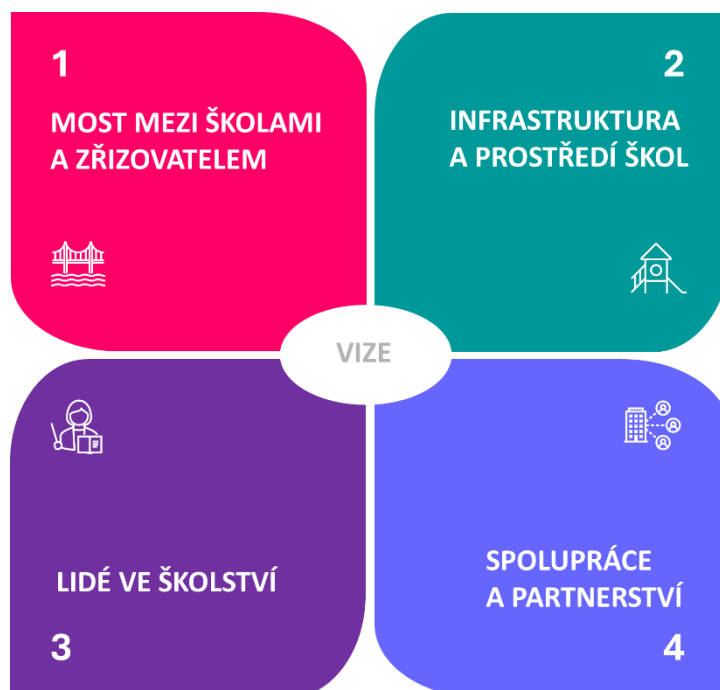 1
MOST MEZI ŠKOLAMI
A ZŘIZOVATELEM
2
INFRASTRUKTURA
A PROSTŘEDÍ ŠKOL
VIZE
LIDÉ VE ŠKOLSTVÍ
3
SPOLUPRÁCE
A PARTNERSTVÍ
4